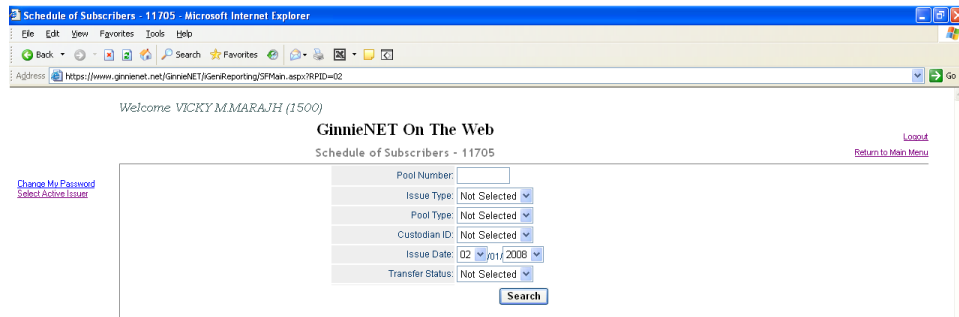 Schedule of Subscribers - 11705 - Microsoft Internet Explorer
File Edit View Favorites Tools Help
Back Search Favorites
Address https://www.ginnienet.net/GinnieNET/iGeniReporting/SFMain.aspx?RPID=02 Go
Welcome VICKY M.MARAJH (1500)
GinnieNET On The Web
Logout
Schedule of Subscribers - 11705
Return to Main Menu
Change My Password
Select Active Issuer
Pool Number:
Issue Type: Not Selected
Pool Type: Not Selected
Custodian ID: Not Selected
Issue Date: 02 /01/ 2008
Transfer Status: Not Selected
Search